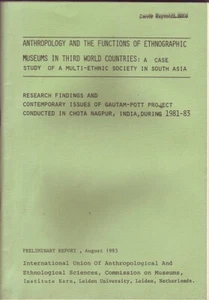 ANTHROPOLOGY AND THE FUNCTIONS OF ETHNOGRAPHIC
MUSEUMS IN THIRD WORLD COUNTRIES: A CASE
STUDY OF A MULTI-ETHNIC SOCIETY IN SOUTH ASIA
RESEARCH FINDINGS AND
CONTEMPORARY ISSUES OF GAUTAM-POTT PROJECT
CONDUCTED IN CHOTA NAGPUR, INDIA, DURING 1981-83
PRELIMINARY REPORT, August 1983
International Union Of Anthropological And
Ethnological Sciences, Commission on Museums,
Institute Kern, Leiden University, Leiden, Netherlands.